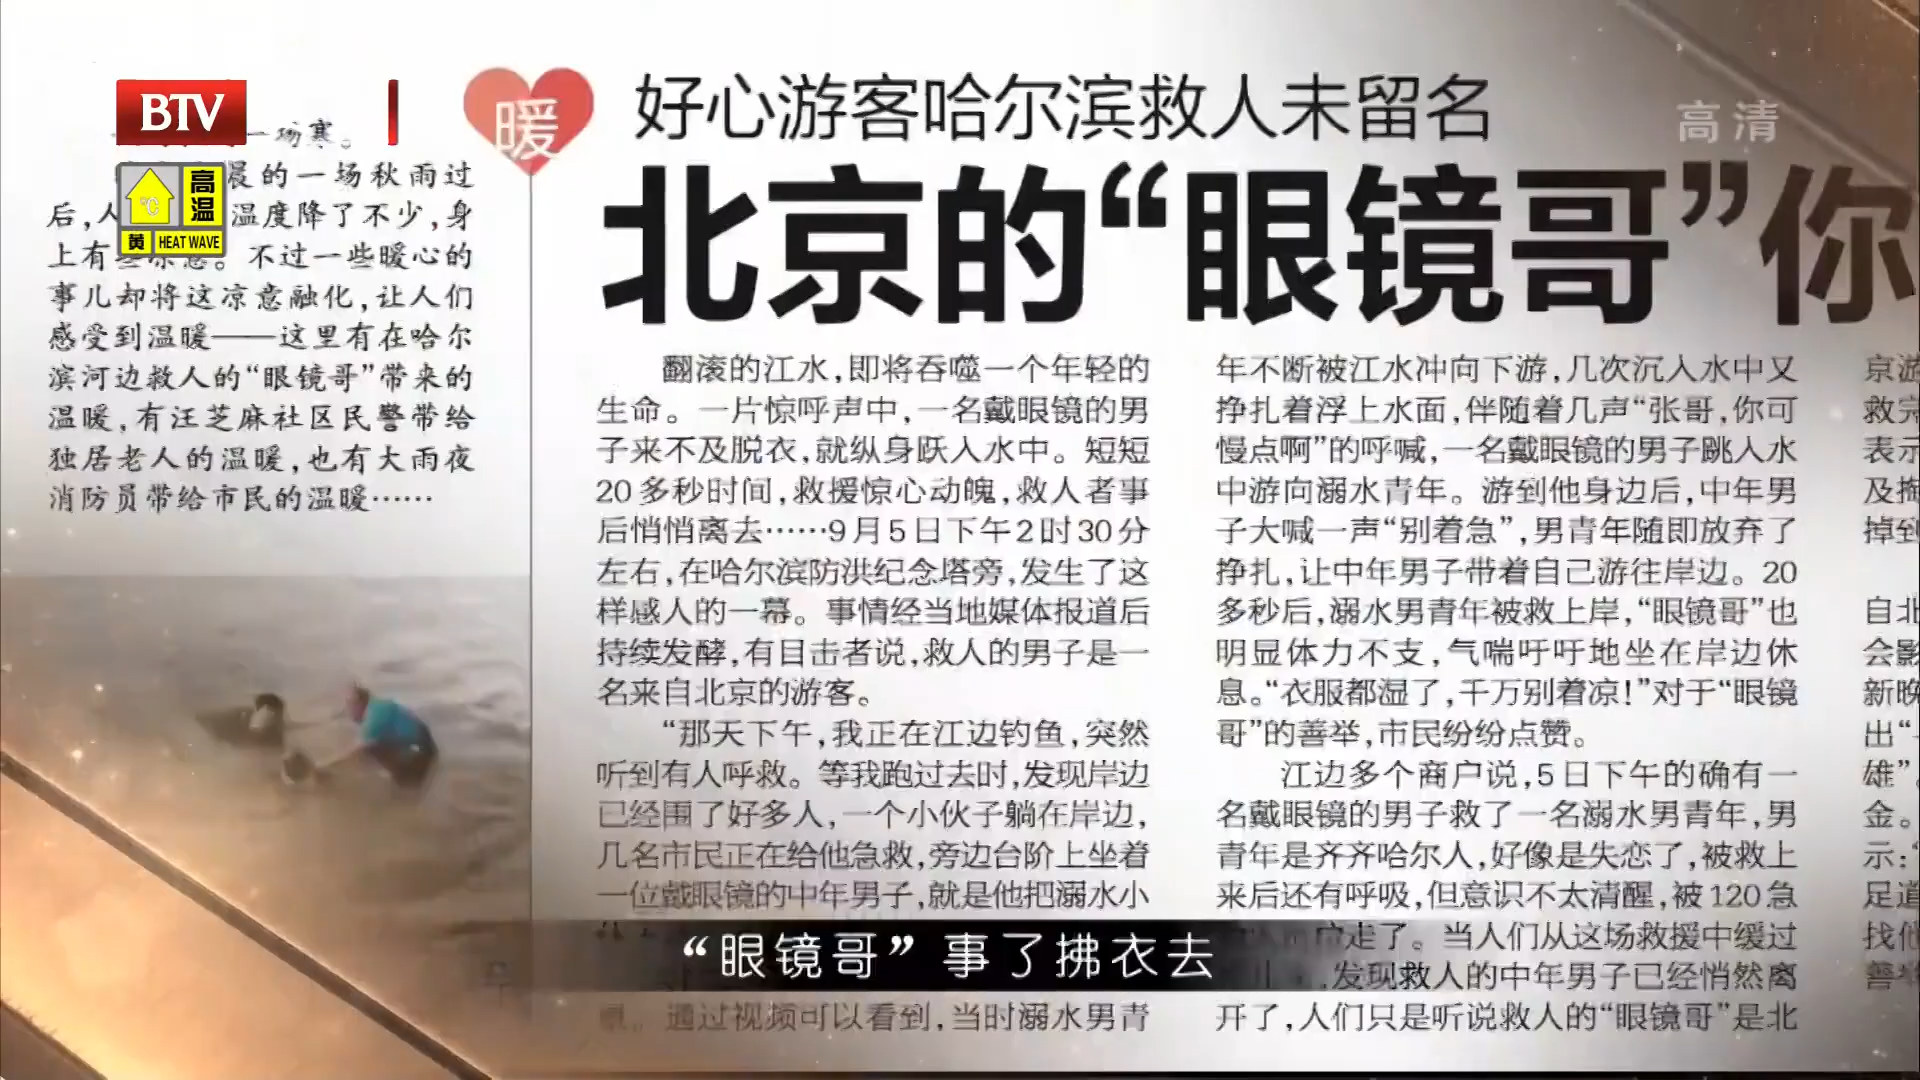 BTV
高清
高温
℃
黄 HEAT WAVE
暖
好心游客哈尔滨救人未留名
北京的“眼镜哥”你
一场寒。
晨的一场秋雨过
后,人 温度降了不少,身
上有 不过一些暖心的
事儿却将这凉意融化,让人们
感受到温暖——这里有在哈尔
滨河边救人的“眼镜哥”带来的
温暖,有汪芝麻社区民警带给
独居老人的温暖,也有大雨夜
消防员带给市民的温暖……
翻滚的江水,即将吞噬一个年轻的
生命。一片惊呼声中,一名戴眼镜的男
子来不及脱衣,就纵身跃入水中。短短
20多秒时间,救援惊心动魄,救人者事
后悄悄离去……9月5日下午2时30分
左右,在哈尔滨防洪纪念塔旁,发生了这
样感人的一幕。事情经当地媒体报道后
持续发酵,有目击者说,救人的男子是一
名来自北京的游客。
“那天下午,我正在江边钓鱼,突然
听到有人呼救。等我跑过去时,发现岸边
已经围了好多人,一个小伙子躺在岸边,
几名市民正在给他急救,旁边台阶上坐着
一位戴眼镜的中年男子,就是他把溺水小
通过视频可以看到,当时溺水男青
年不断被江水冲向下游,几次沉入水中又
挣扎着浮上水面,伴随着几声“张哥,你可
慢点啊”的呼喊,一名戴眼镜的男子跳入水
中游向溺水青年。游到他身边后,中年男
子大喊一声“别着急”,男青年随即放弃了
挣扎,让中年男子带着自己游往岸边。20
多秒后,溺水男青年被救上岸,“眼镜哥”也
明显体力不支,气喘吁吁地坐在岸边休
息。“衣服都湿了,千万别着凉!”对于“眼镜
哥”的善举,市民纷纷点赞。
江边多个商户说,5日下午的确有一
名戴眼镜的男子救了一名溺水男青年,男
青年是齐齐哈尔人,好像是失恋了,被救上
来后还有呼吸,但意识不太清醒,被120急
走了。当人们从这场救援中缓过
,发现救人的中年男子已经悄然离
开了,人们只是听说救人的“眼镜哥”是北
京游
救完
表示
及掏
掉到
自北
会影
新晚
出“
雄”。
金。
示:“
足道
找他
善举
“眼镜哥”事了拂衣去